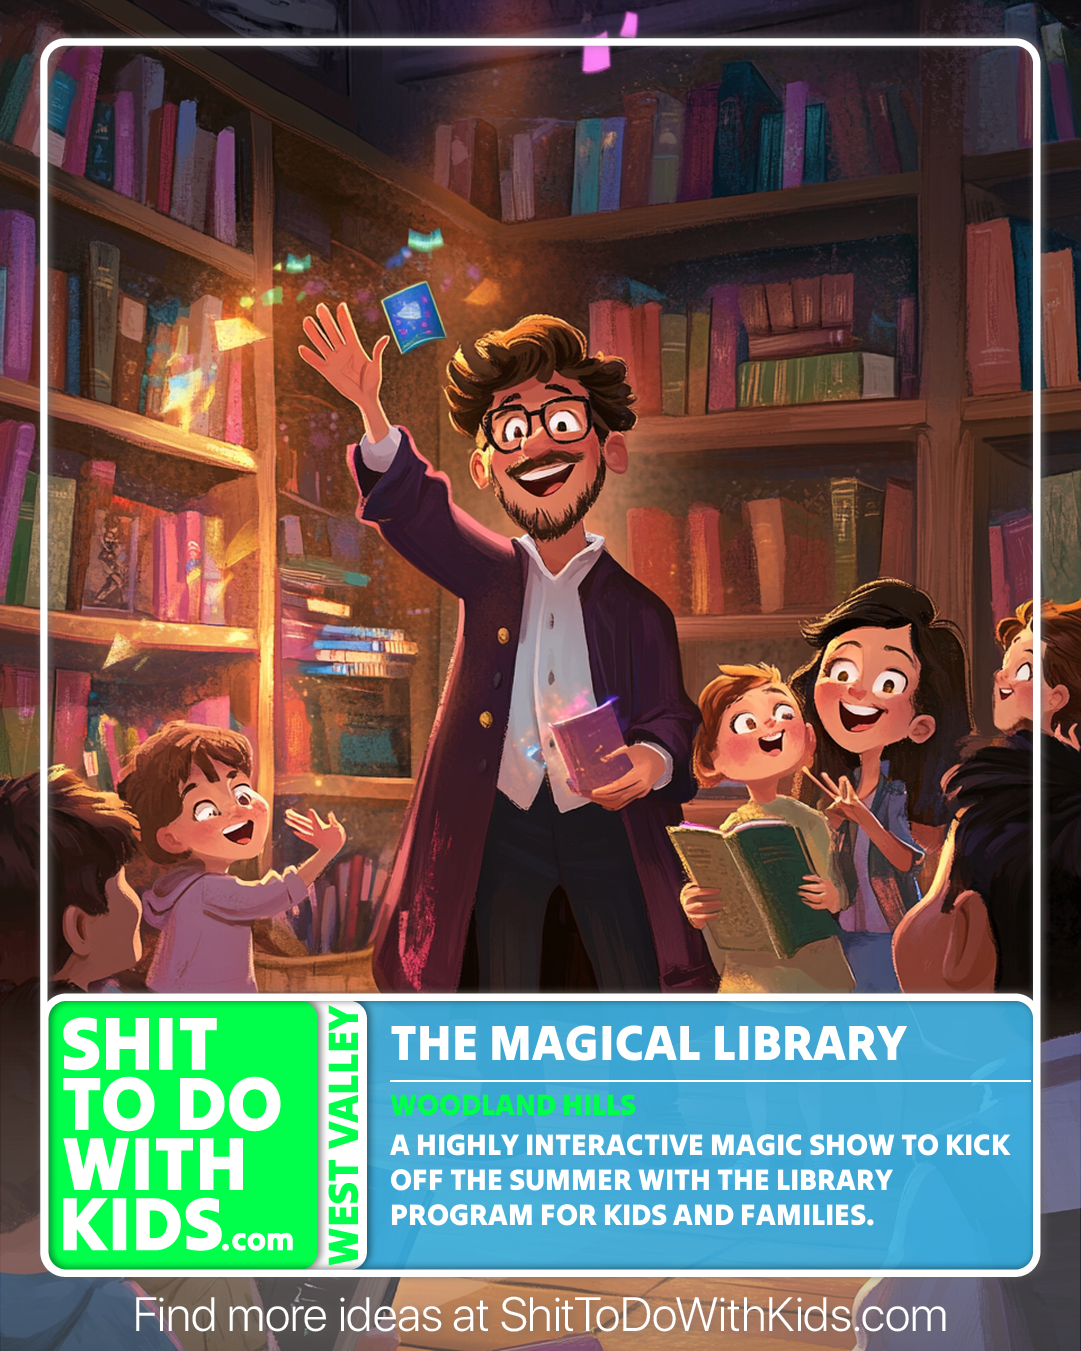 SHIT
TO DO
WITH
KIDS.com
WEST VALLEY
THE MAGICAL LIBRARY
WOODLAND HILLS
A HIGHLY INTERACTIVE MAGIC SHOW TO KICK
OFF THE SUMMER WITH THE LIBRARY
PROGRAM FOR KIDS AND FAMILIES.
Find more ideas at ShitToDoWithKids.com